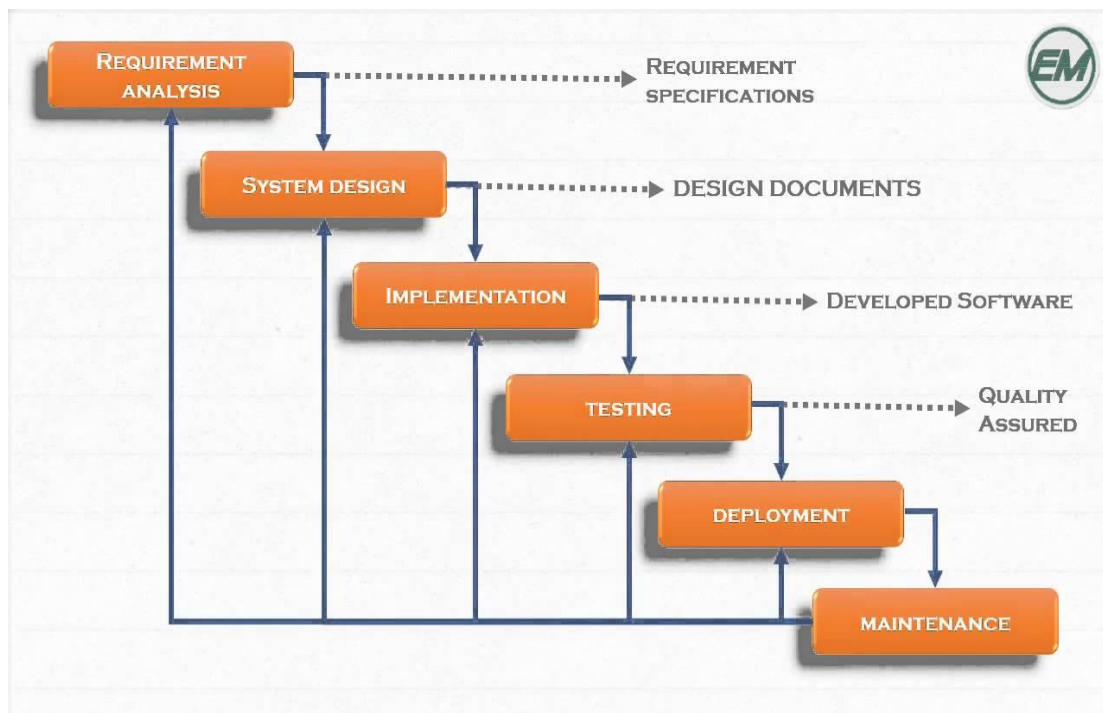 EM
Requirement
analysis
Requirement
specifications
System design
DESIGN DOCUMENTS
Implementation
Developed Software
testing
Quality
Assured
deployment
maintenance